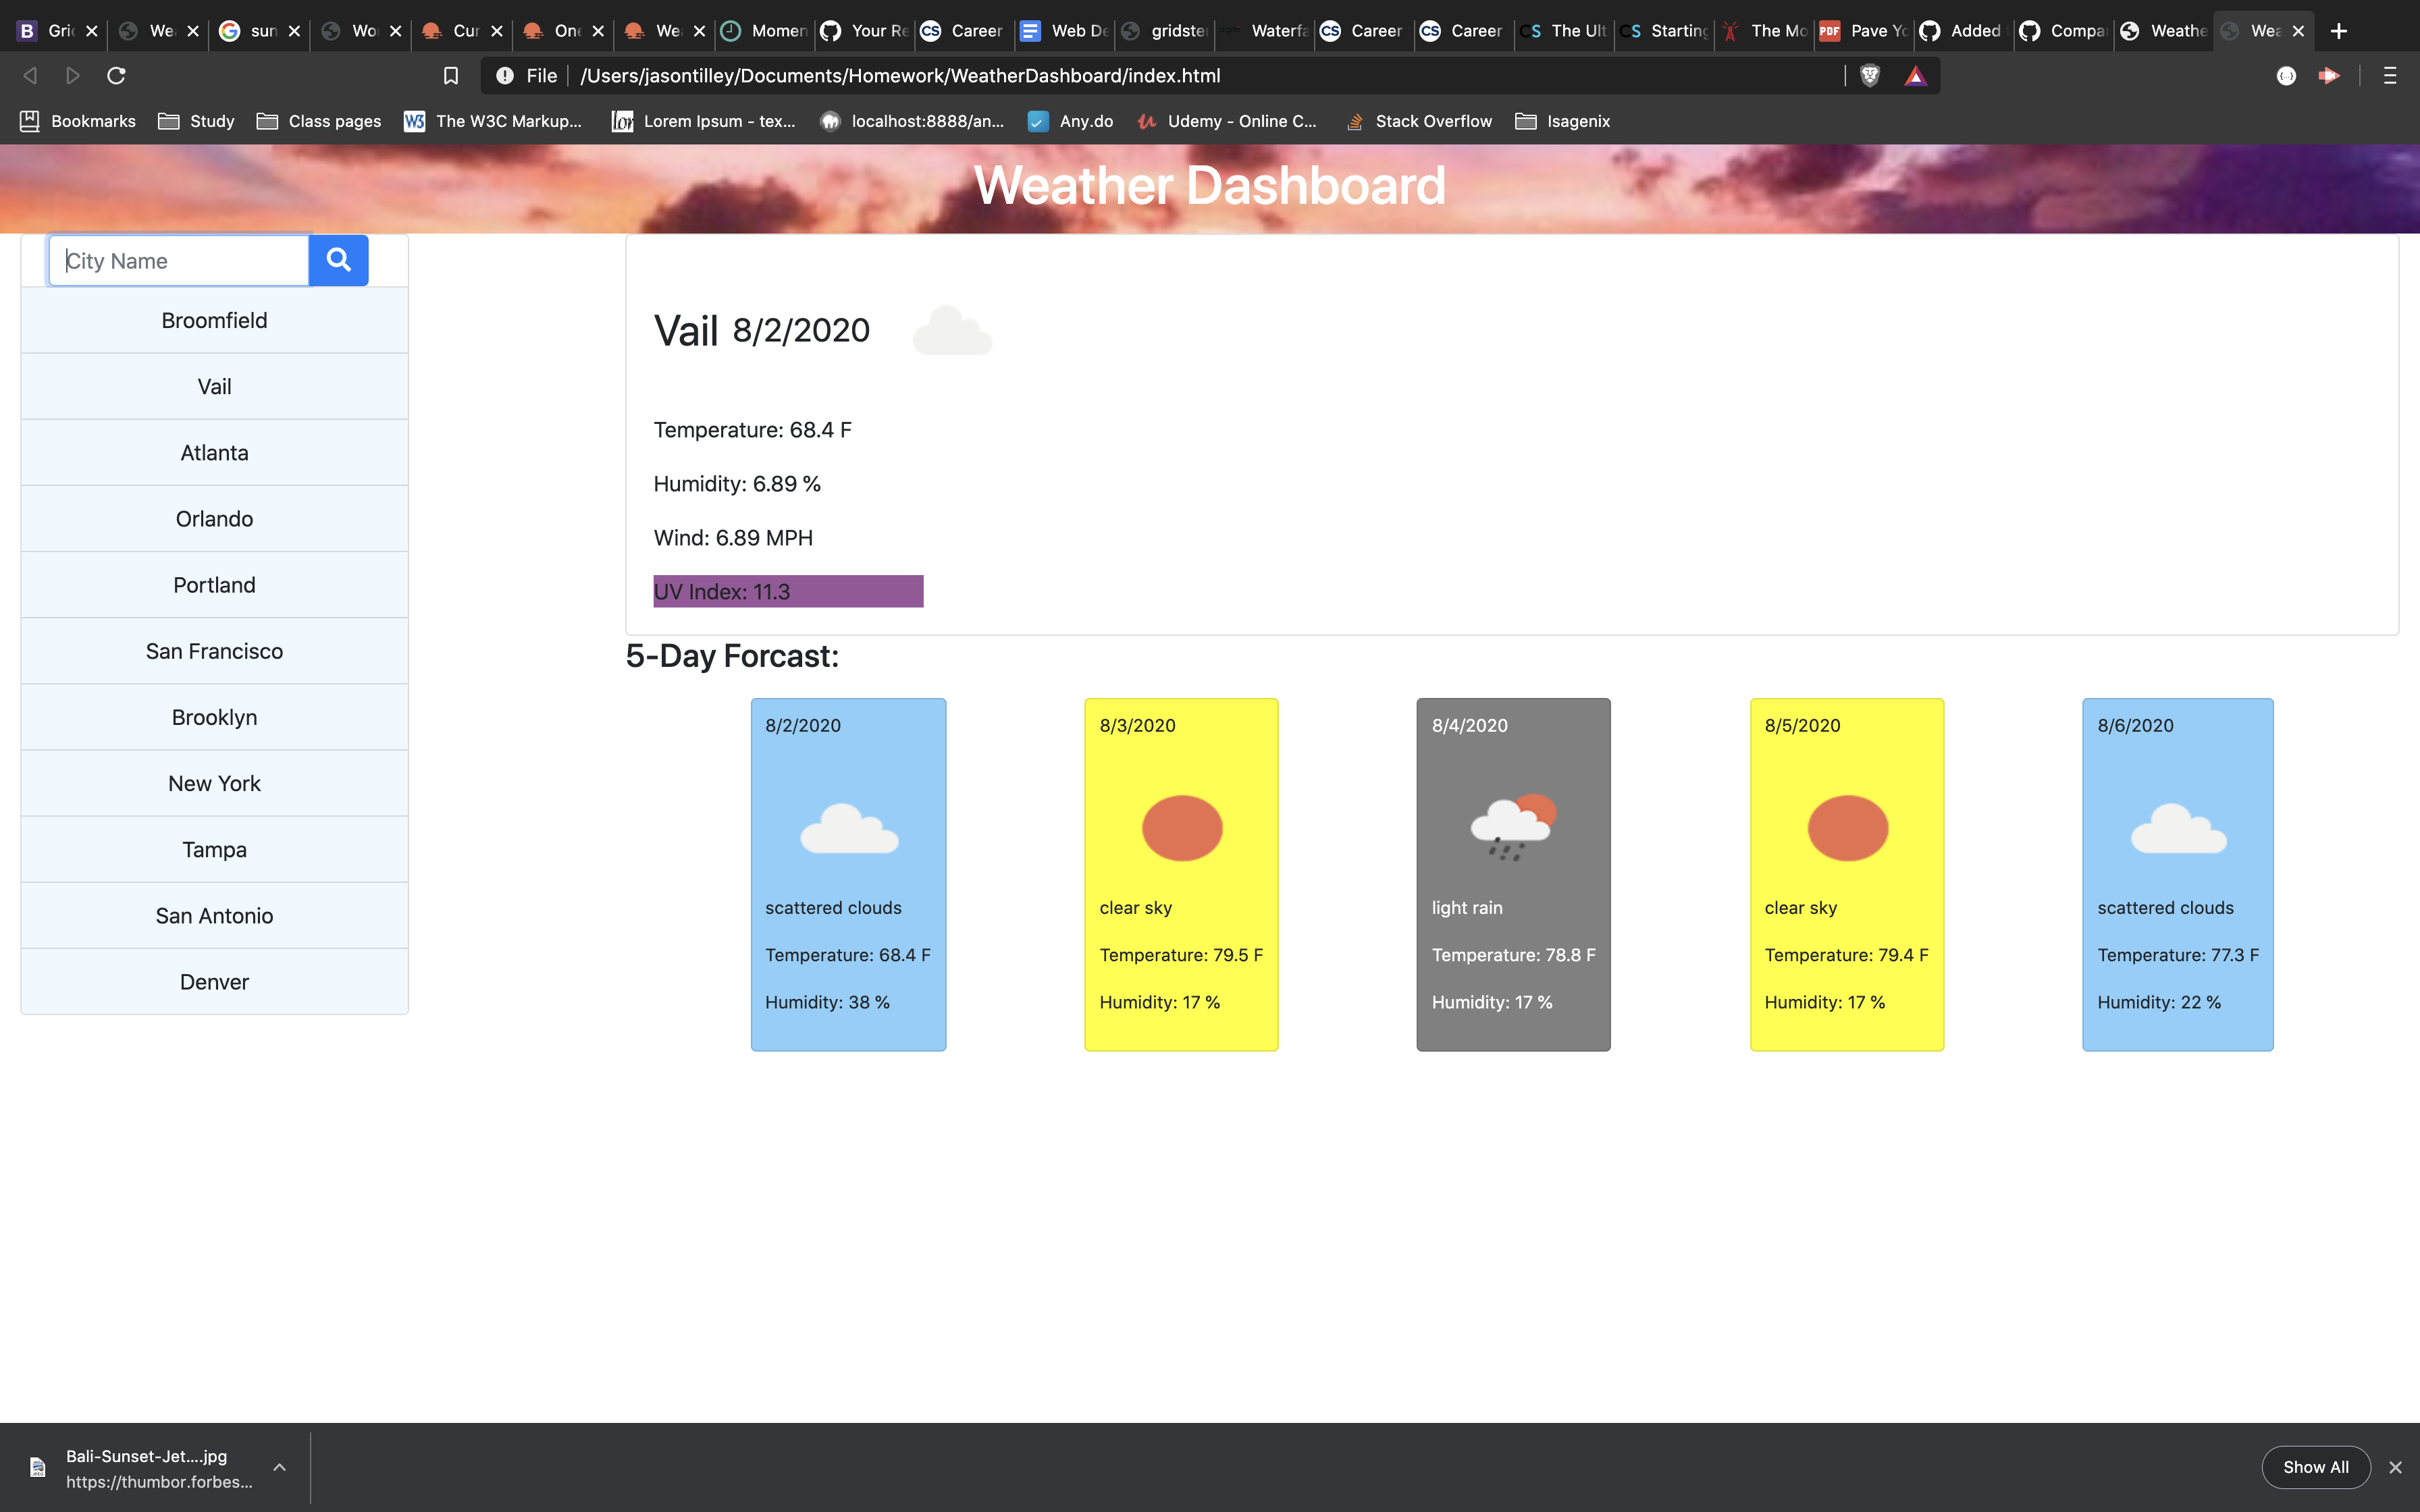 Gric We sun Wo Cur One We Momen Your Re Career Web De gridste Waterfa Career Career The Ult Starting The Mo Pave Yo Added Compa Weathe Wea
File /Users/jasontilley/Documents/Homework/WeatherDashboard/index.html
Bookmarks Study Class pages The W3C Markup... Lorem Ipsum - tex... localhost:8888/an... Any.do Udemy - Online C... Stack Overflow Isagenix
Weather Dashboard
City Name
Broomfield
Vail
Atlanta
Orlando
Portland
San Francisco
Brooklyn
New York
Tampa
San Antonio
Denver
Vail 8/2/2020
Temperature: 68.4 F
Humidity: 6.89 %
Wind: 6.89 MPH
UV Index: 11.3
5-Day Forcast:
8/2/2020
scattered clouds
Temperature: 68.4 F
Humidity: 38 %
8/3/2020
clear sky
Temperature: 79.5 F
Humidity: 17 %
8/4/2020
light rain
Temperature: 78.8 F
Humidity: 17 %
8/5/2020
clear sky
Temperature: 79.4 F
Humidity: 17 %
8/6/2020
scattered clouds
Temperature: 77.3 F
Humidity: 22 %
Bali-Sunset-Jet....jpg
https://thumbor.forbes...
Show All